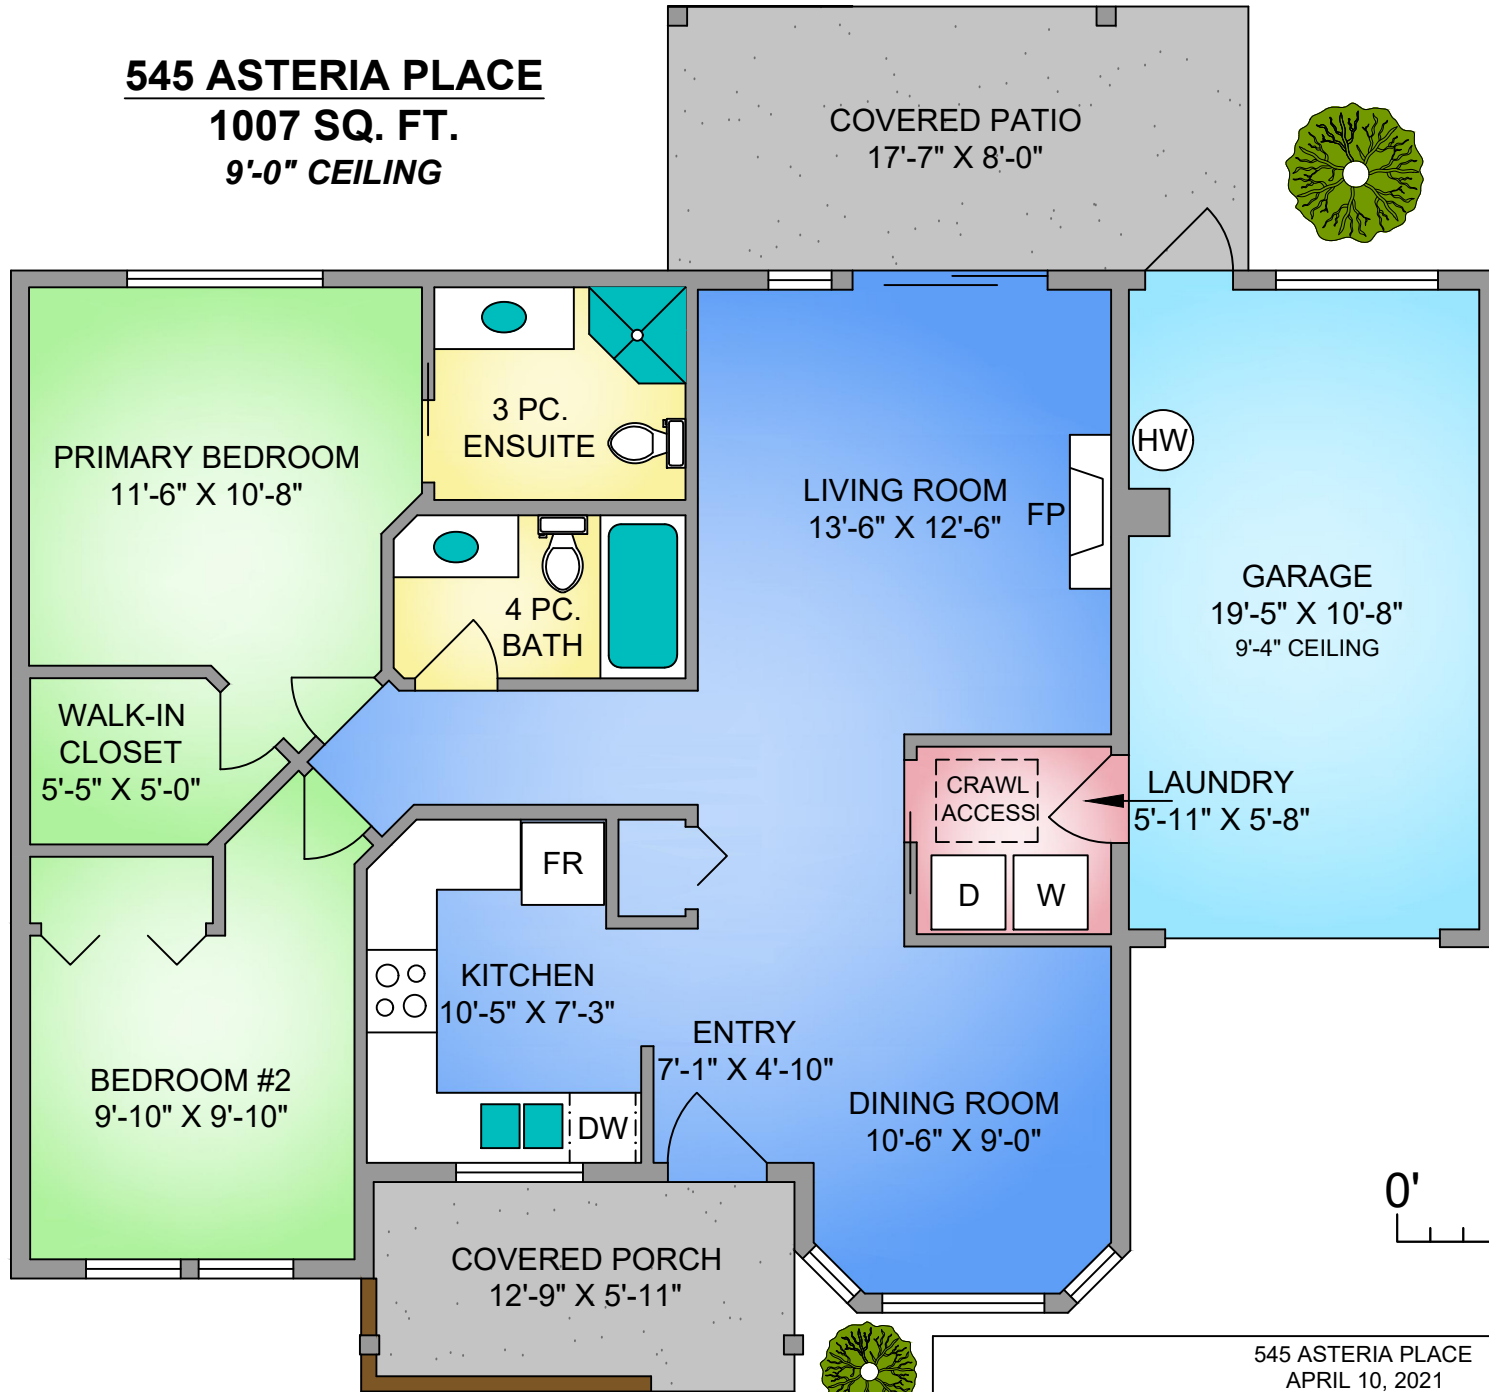 545 ASTERIA PLACE
1007 SQ. FT.
9'-0" CEILING
COVERED PATIO
17'-7" X 8'-0"
3 PC.
ENSUITE
PRIMARY BEDROOM
11'-6" X 10'-8"
HW
LIVING ROOM
13'-6" X 12'-6"
FP
GARAGE
19'-5" X 10'-8"
9'-4" CEILING
4 PC.
BATH
WALK-IN
CLOSET
5'-5" X 5'-0"
CRAWL
ACCESS
LAUNDRY
5'-11" X 5'-8"
FR
D
W
KITCHEN
10'-5" X 7'-3"
ENTRY
7'-1" X 4'-10"
BEDROOM #2
9'-10" X 9'-10"
DW
DINING ROOM
10'-6" X 9'-0"
0'
COVERED PORCH
12'-9" X 5'-11"
545 ASTERIA PLACE
APRIL 10, 2021